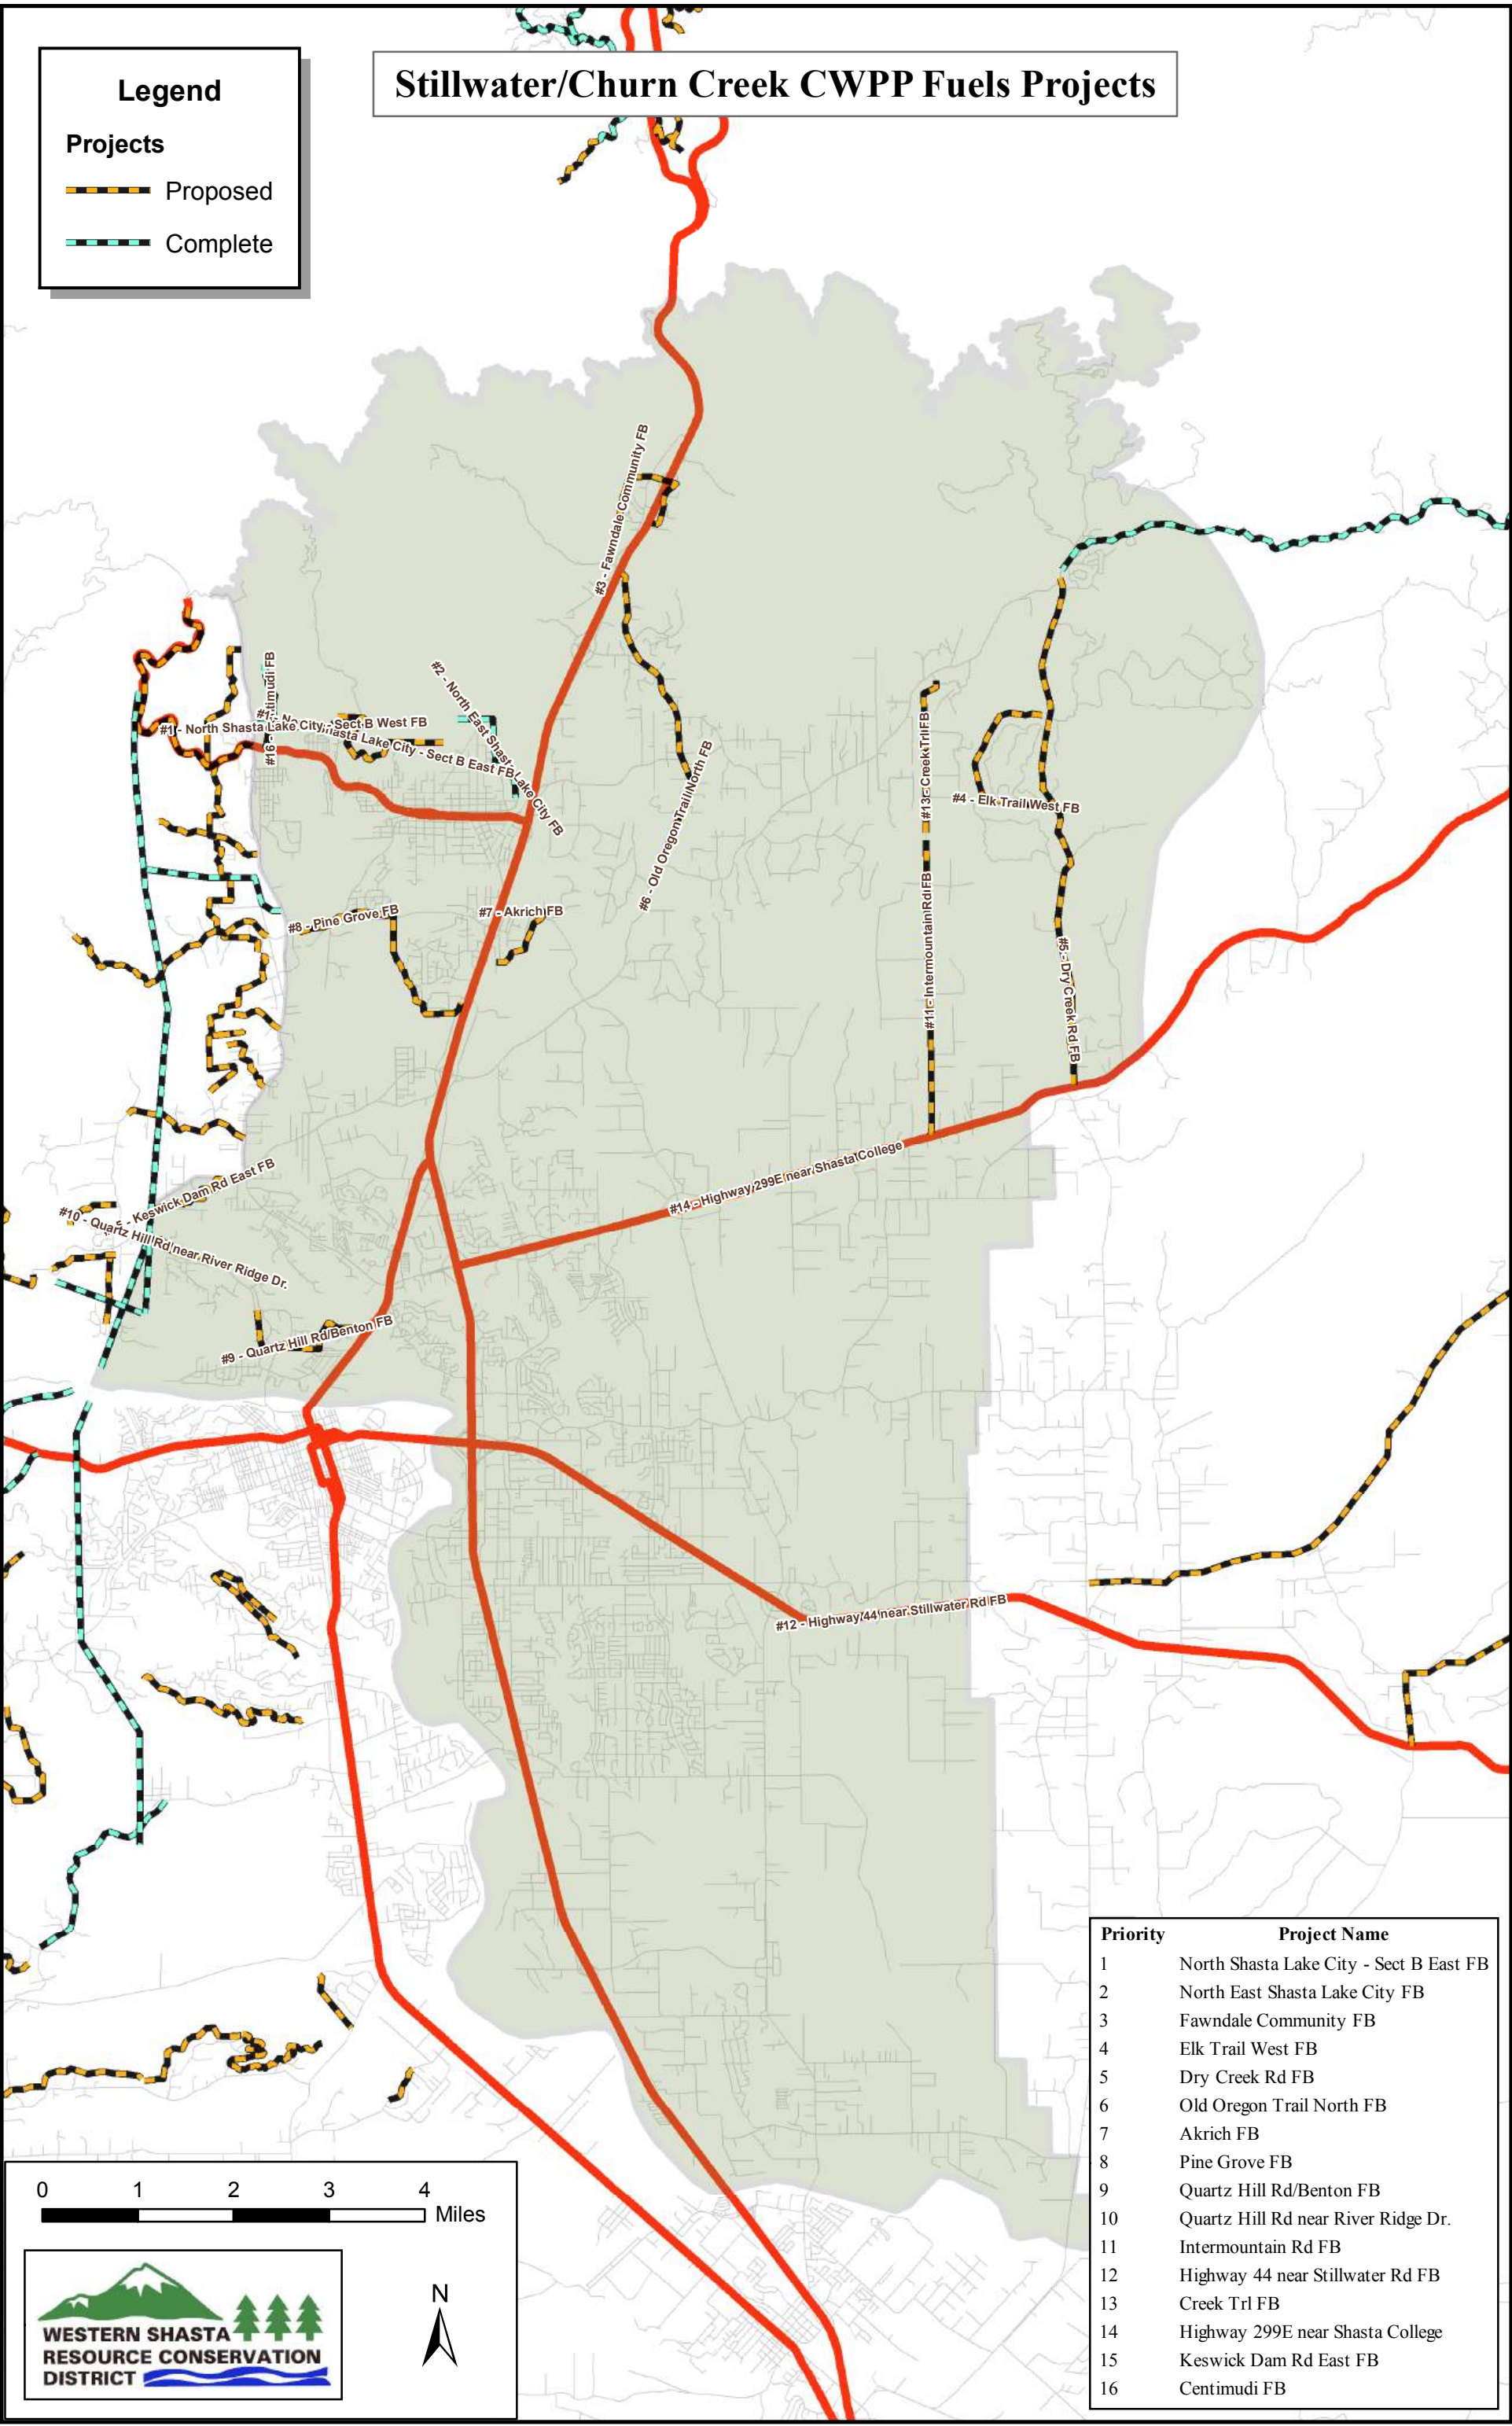 Stillwater/Churn Creek CWPP Fuels Projects
Legend
Projects
Proposed
Complete
#3 - Fawndale Community FB
#2 - North East Shasta Lake City FB
#1 - North Shasta Lake City - Sect B West FB
Shasta Lake City - Sect B East FB
#16 - Centimudi FB
#6 - Old Oregon Trail North FB
#13 - Creek Trl FB
#4 - Elk Trail West FB
#8 - Pine Grove FB
#7 - Akrich FB
#11 - Intermountain Rd FB
#5 - Dry Creek Rd FB
#14 - Highway 299E near Shasta College
- Keswick Dam Rd East FB
#10 - Quartz Hill Rd near River Ridge Dr.
#9 - Quartz Hill Rd/Benton FB
#12 - Highway 44 near Stillwater Rd FB
Priority Project Name
1 North Shasta Lake City - Sect B East FB
2 North East Shasta Lake City FB
3 Fawndale Community FB
4 Elk Trail West FB
5 Dry Creek Rd FB
6 Old Oregon Trail North FB
7 Akrich FB
8 Pine Grove FB
9 Quartz Hill Rd/Benton FB
10 Quartz Hill Rd near River Ridge Dr.
11 Intermountain Rd FB
12 Highway 44 near Stillwater Rd FB
13 Creek Trl FB
14 Highway 299E near Shasta College
15 Keswick Dam Rd East FB
16 Centimudi FB
0 1 2 3 4
Miles
N
WESTERN SHASTA
RESOURCE CONSERVATION
DISTRICT